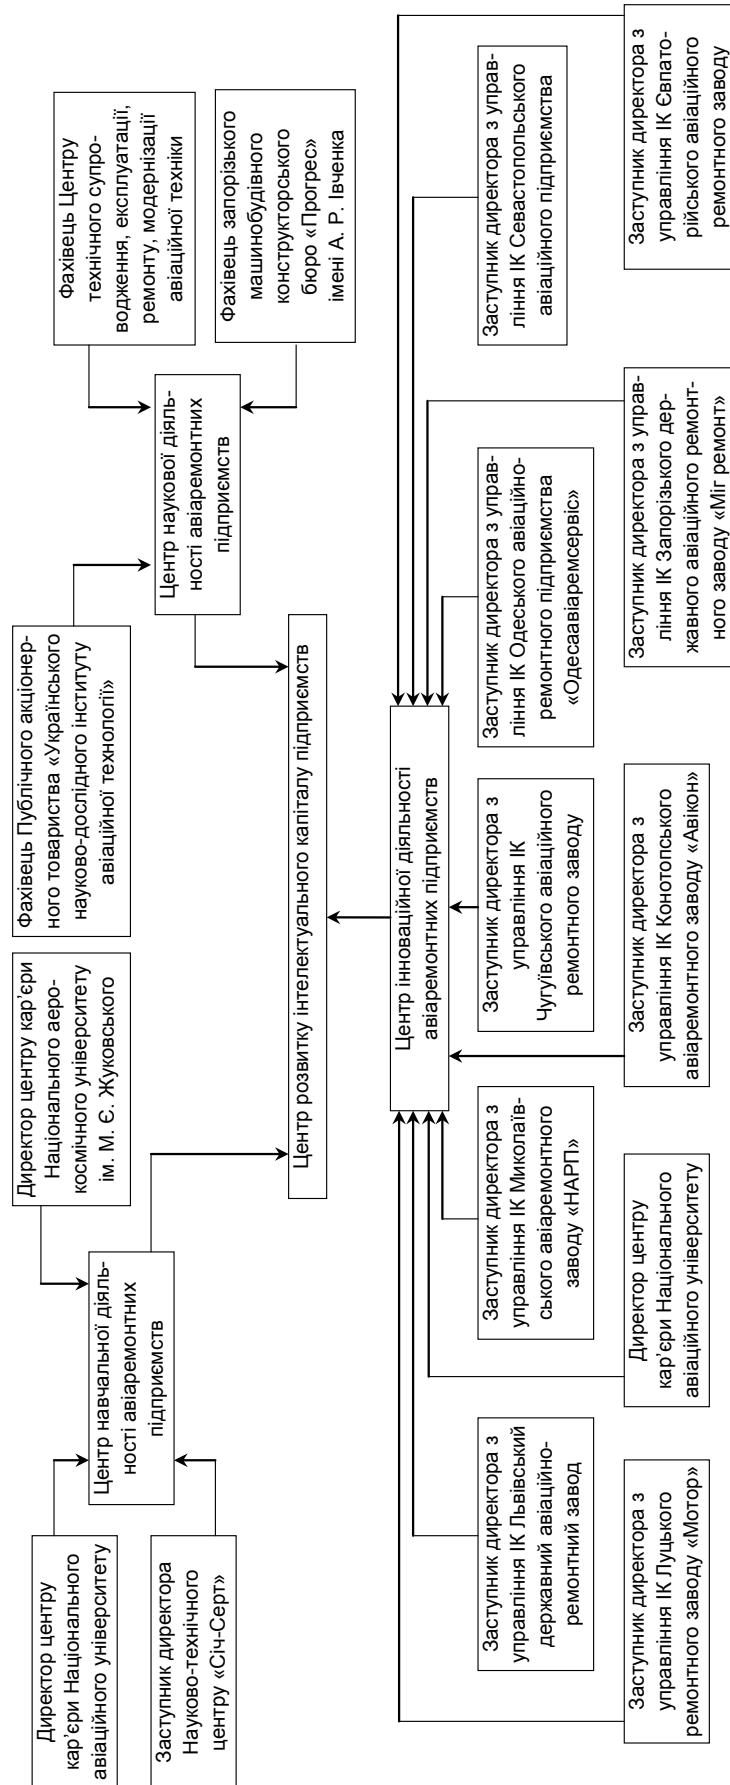 Директор центру
кар’єри Національного
авіаційного університету
Заступник директора
Науково-технічного
центру «Січ-Серт»
Центр навчальної діяль-
ності авіаремонтних
підприємств
Директор центру кар’єри
Національного аеро-
космічного університету
ім. М. Є. Жуковського
Фахівець Публічного акціонер-
ного товариства «Українського
науково-дослідного інституту
авіаційної технології»
Центр наукової діяль-
ності авіаремонтних
підприємств
Фахівець Центру
технічного супро-
водження, експлуатації,
ремонту, модернізації
авіаційної техніки
Фахівець запорізького
машинобудівного
конструкторського
бюро «Прогрес»
імені А. Р. Івченка
Центр розвитку інтелектуального капіталу підприємств
Центр інноваційної діяльності
авіаремонтних підприємств
Заступник директора з
управління ІК Львівський
державний авіаційно-
ремонтний завод
Заступник директора з
управління ІК Миколаїв-
ського авіаремонтного
заводу «НАРП»
Заступник директора з
управління ІК
Чугуївського авіаційного
ремонтного заводу
Заступник директора з управ-
ління ІК Одеського авіаційно-
ремонтного підприємства
«Одесаавіаремсервіс»
Заступник директора з управ-
ління ІК Севастопольського
авіаційного підприємства
Заступник директора з
управління ІК Луцького
ремонтного заводу «Мотор»
Директор центру
кар’єри Національного
авіаційного університету
Заступник директора з
управління ІК Конотопського
авіаремонтного заводу «Авікон»
Заступник директора з управ-
ління ІК Запорізького дер-
жавного авіаційного ремонт-
ного заводу «Міг ремонт»
Заступник директора з
управління ІК Євпато-
рійського авіаційного
ремонтного заводу